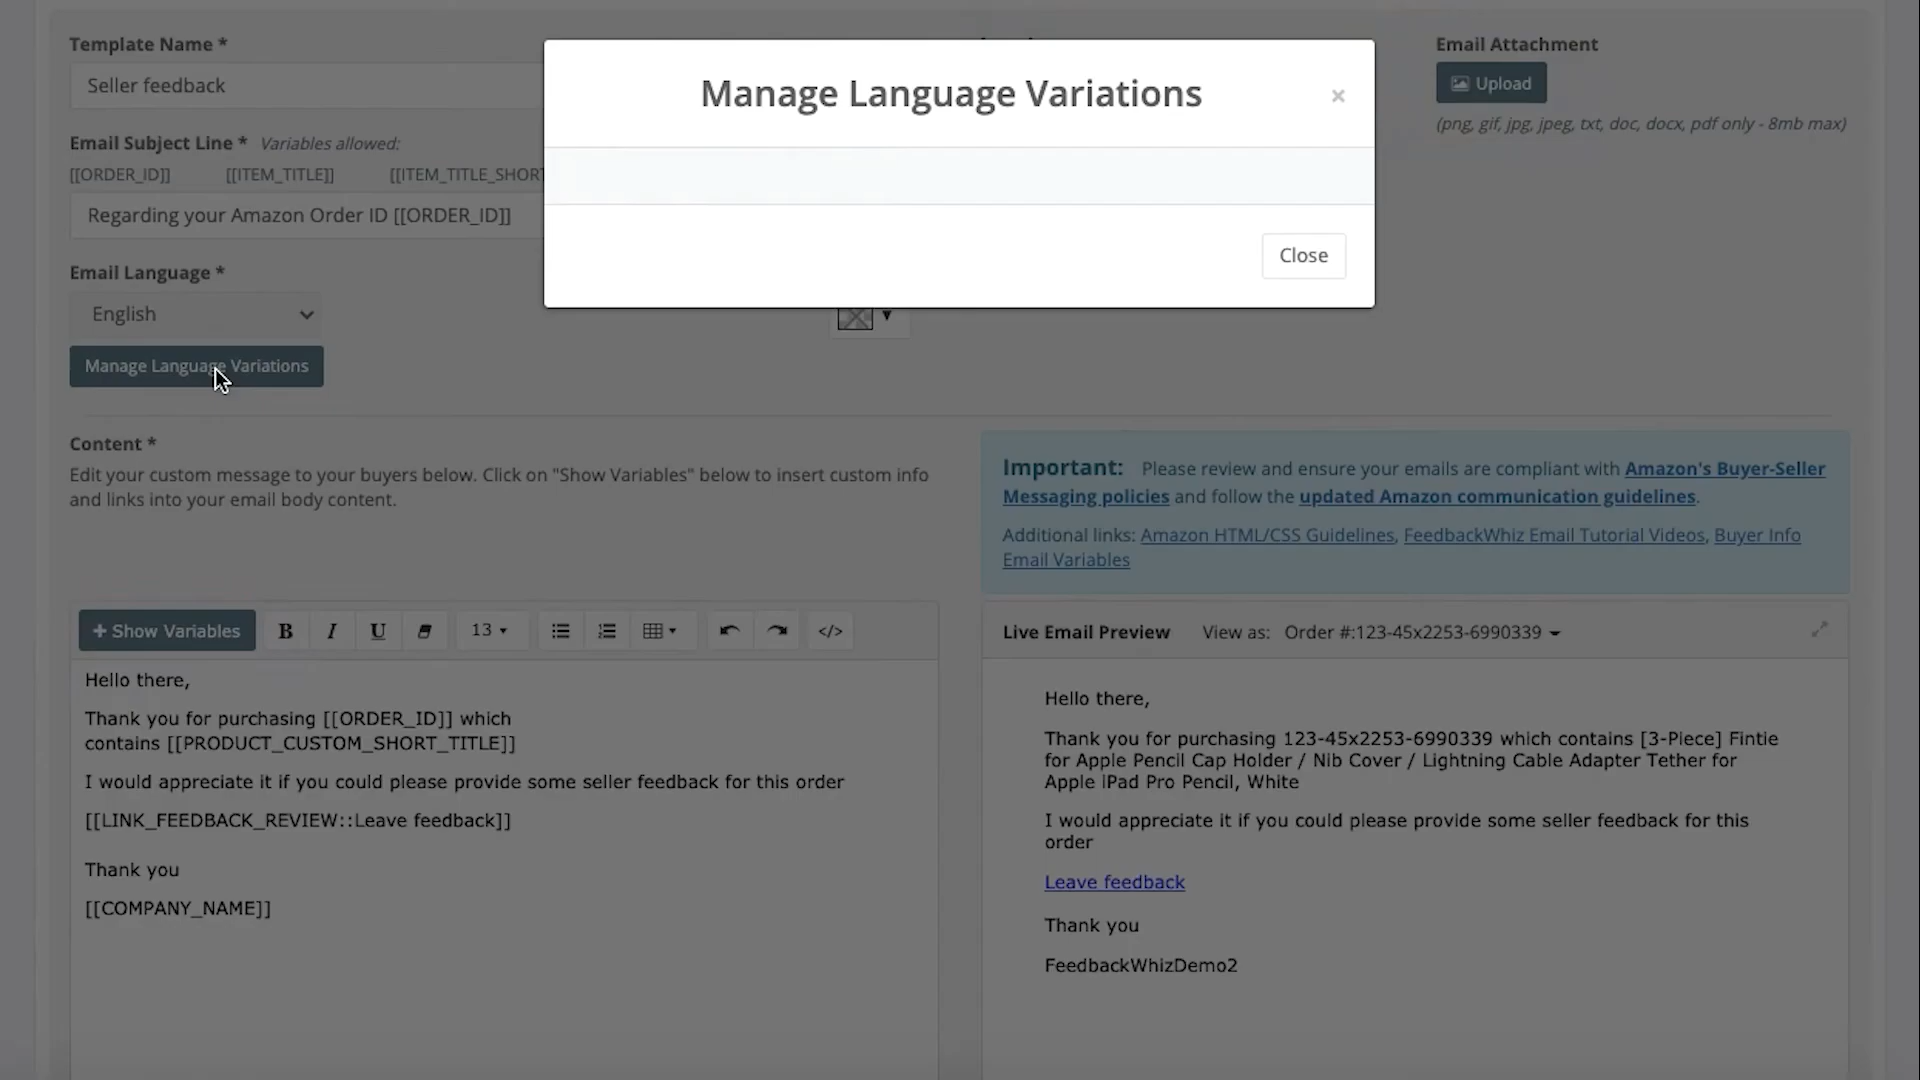 Template Name *
Seller feedback
Email Subject Line * Variables allowed:
[[ORDER_ID]] [[ITEM_TITLE]] [[ITEM_TITLE_SHORT
Regarding your Amazon Order ID [[ORDER_ID]]
Email Language *
English
Manage Language Variations
Manage Language Variations
×
Close
Email Attachment
Upload
(png, gif, jpg, jpeg, txt, doc, docx, pdf only - 8mb max)
Content *
Edit your custom message to your buyers below. Click on "Show Variables" below to insert custom info
and links into your email body content.
Important: Please review and ensure your emails are compliant with Amazon's Buyer-Seller
Messaging policies and follow the updated Amazon communication guidelines.
Additional links: Amazon HTML/CSS Guidelines, FeedbackWhiz Email Tutorial Videos, Buyer Info
Email Variables
+ Show Variables B I U 13 </>
Hello there,
Thank you for purchasing [[ORDER_ID]] which
contains [[PRODUCT_CUSTOM_SHORT_TITLE]]
I would appreciate it if you could please provide some seller feedback for this order
[[LINK_FEEDBACK_REVIEW::Leave feedback]]
Thank you
[[COMPANY_NAME]]
Live Email Preview View as: Order #:123-45x2253-6990339
Hello there,
Thank you for purchasing 123-45x2253-6990339 which contains [3-Piece] Fintie
for Apple Pencil Cap Holder / Nib Cover / Lightning Cable Adapter Tether for
Apple iPad Pro Pencil, White
I would appreciate it if you could please provide some seller feedback for this
order
Leave feedback
Thank you
FeedbackWhizDemo2